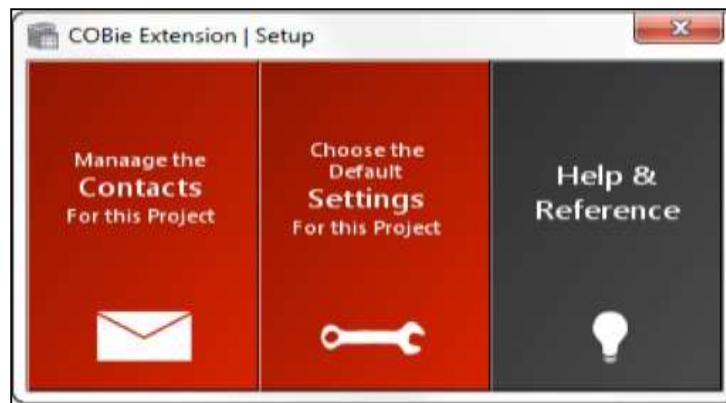 COBie Extension | Setup
Manaage the
Contacts
For this Project
Choose the
Default
Settings
For this Project
Help &
Reference